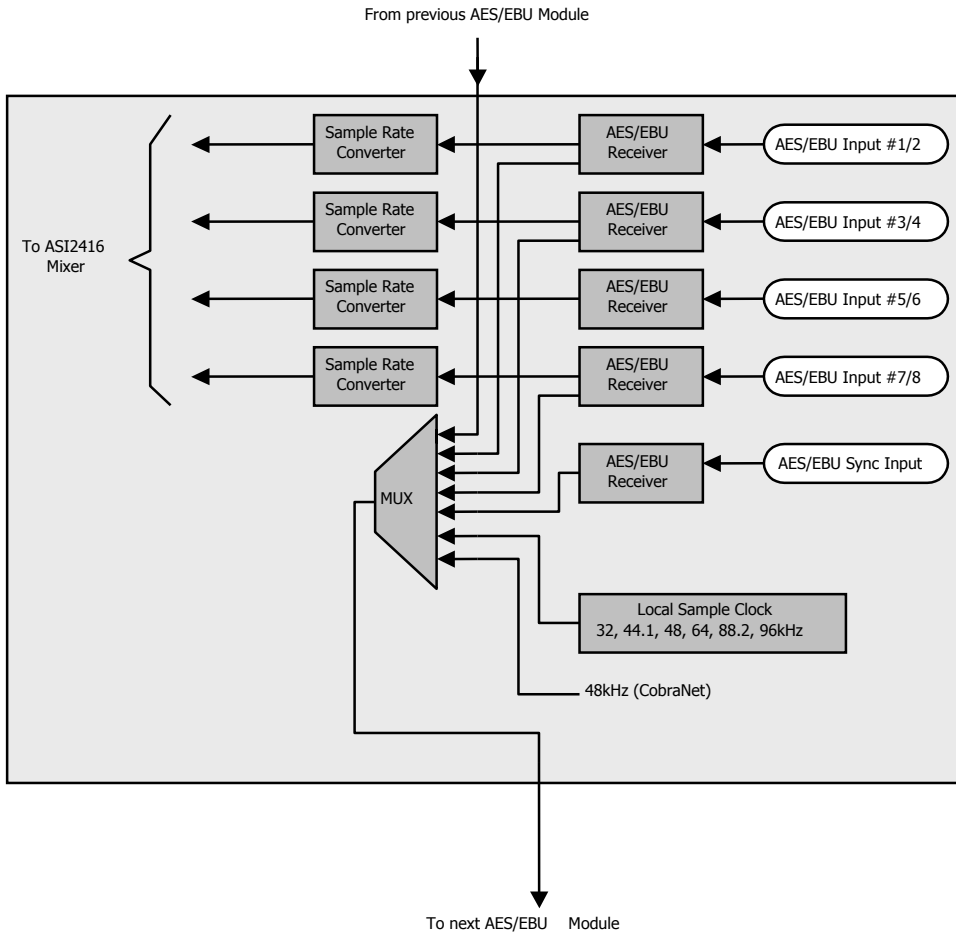 From previous AES/EBU Module
Sample Rate
Converter
AES/EBU
Receiver
AES/EBU Input #1/2
Sample Rate
Converter
AES/EBU
Receiver
AES/EBU Input #3/4
To ASI2416
Mixer
Sample Rate
Converter
AES/EBU
Receiver
AES/EBU Input #5/6
Sample Rate
Converter
AES/EBU
Receiver
AES/EBU Input #7/8
MUX
AES/EBU
Receiver
AES/EBU Sync Input
Local Sample Clock
32, 44.1, 48, 64, 88.2, 96kHz
48kHz (CobraNet)
To next AES/EBU Module